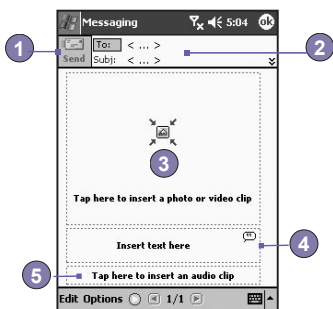 Messaging 5:04 ok
1
Send
To: < ... >
Subj: < ... >
2
3
Tap here to insert a photo or video clip
Insert text here
4
5
Tap here to insert an audio clip
Edit Options 1/1